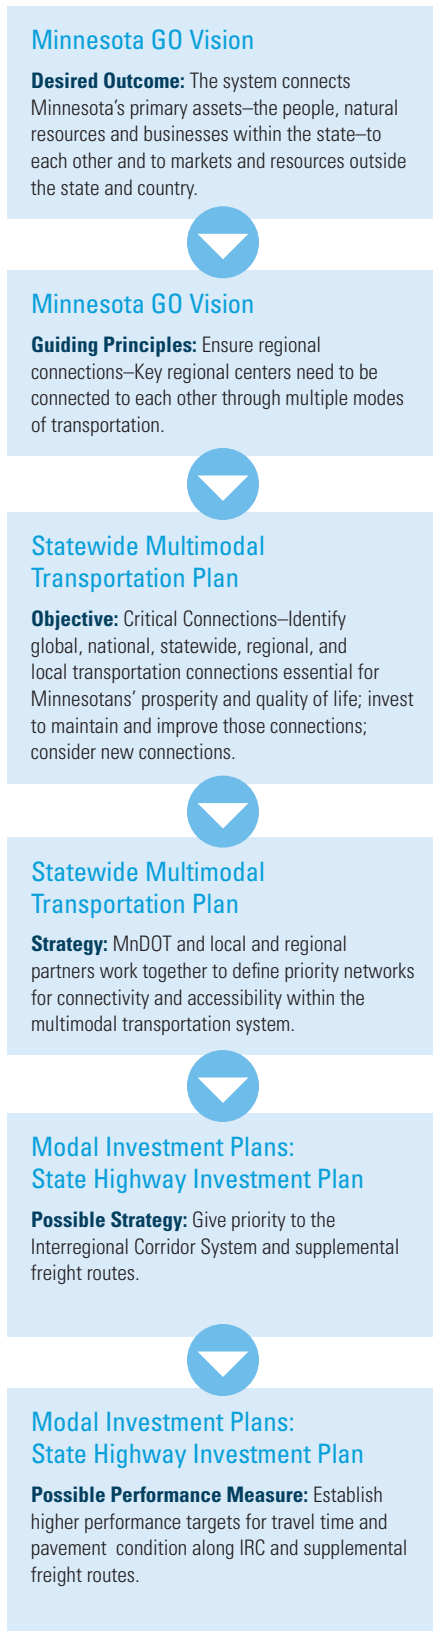 Minnesota GO Vision
Desired Outcome: The system connects
Minnesota's primary assets–the people, natural
resources and businesses within the state–to
each other and to markets and resources outside
the state and country.
Minnesota GO Vision
Guiding Principles: Ensure regional
connections–Key regional centers need to be
connected to each other through multiple modes
of transportation.
Statewide Multimodal
Transportation Plan
Objective: Critical Connections–Identify
global, national, statewide, regional, and
local transportation connections essential for
Minnesotans' prosperity and quality of life; invest
to maintain and improve those connections;
consider new connections.
Statewide Multimodal
Transportation Plan
Strategy: MnDOT and local and regional
partners work together to define priority networks
for connectivity and accessibility within the
multimodal transportation system.
Modal Investment Plans:
State Highway Investment Plan
Possible Strategy: Give priority to the
Interregional Corridor System and supplemental
freight routes.
Modal Investment Plans:
State Highway Investment Plan
Possible Performance Measure: Establish
higher performance targets for travel time and
pavement condition along IRC and supplemental
freight routes.